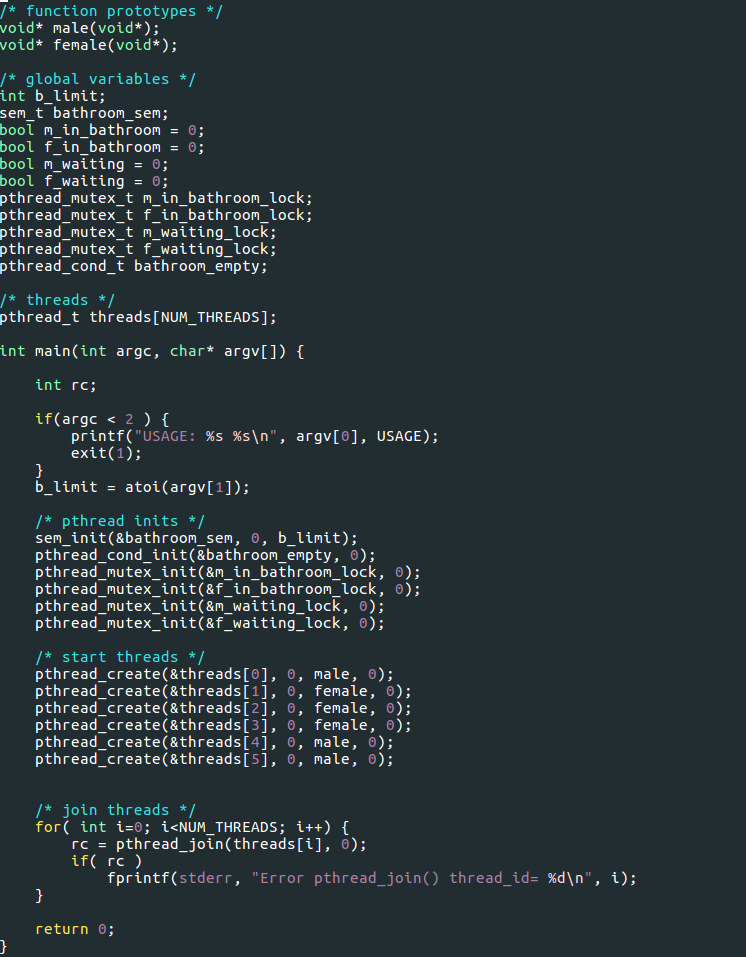 /* function prototypes */
void* male(void*);
void* female(void*);

/* global variables */
int b_limit;
sem_t bathroom_sem;
bool m_in_bathroom = 0;
bool f_in_bathroom = 0;
bool m_waiting = 0;
bool f_waiting = 0;
pthread_mutex_t m_in_bathroom_lock;
pthread_mutex_t f_in_bathroom_lock;
pthread_mutex_t m_waiting_lock;
pthread_mutex_t f_waiting_lock;
pthread_cond_t bathroom_empty;

/* threads */
pthread_t threads[NUM_THREADS];

int main(int argc, char* argv[]) {

    int rc;

    if(argc < 2 ) {
        printf("USAGE: %s %s\n", argv[0], USAGE);
        exit(1);
    }
    b_limit = atoi(argv[1]);

    /* pthread inits */
    sem_init(&bathroom_sem, 0, b_limit);
    pthread_cond_init(&bathroom_empty, 0);
    pthread_mutex_init(&m_in_bathroom_lock, 0);
    pthread_mutex_init(&f_in_bathroom_lock, 0);
    pthread_mutex_init(&m_waiting_lock, 0);
    pthread_mutex_init(&f_waiting_lock, 0);

    /* start threads */
    pthread_create(&threads[0], 0, male, 0);
    pthread_create(&threads[1], 0, female, 0);
    pthread_create(&threads[2], 0, female, 0);
    pthread_create(&threads[3], 0, female, 0);
    pthread_create(&threads[4], 0, male, 0);
    pthread_create(&threads[5], 0, male, 0);


    /* join threads */
    for( int i=0; i<NUM_THREADS; i++) {
        rc = pthread_join(threads[i], 0);
        if( rc )
            fprintf(stderr, "Error pthread_join() thread_id= %d\n", i);
    }

    return 0;
}